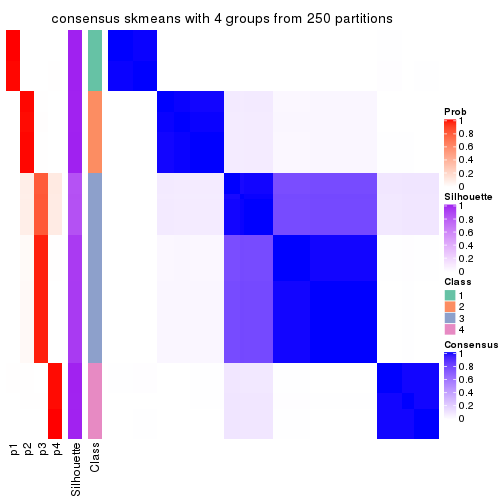 consensus skmeans with 4 groups from 250 partitions
Prob
1
0.8
0.6
0.4
0.2
0
Silhouette
1
0.8
0.6
0.4
0.2
0
Class
1
2
3
4
Consensus
1
0.8
0.6
0.4
0.2
0
p1
p2
p3
p4
Silhouette
Class